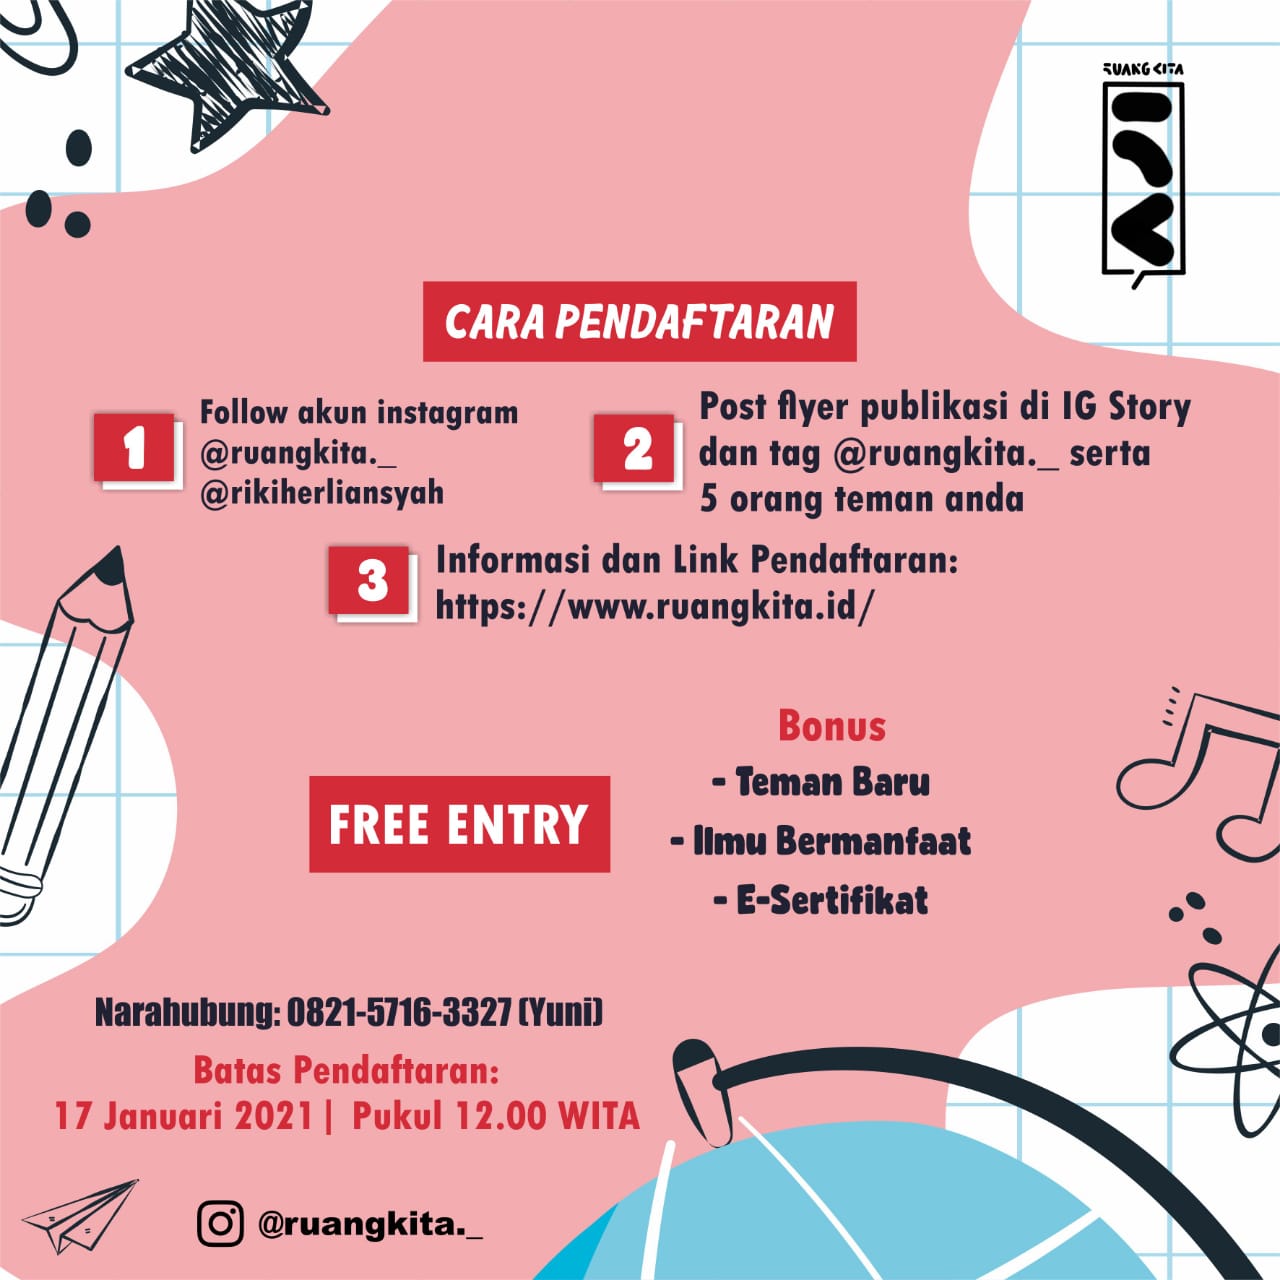 RUANG KITA
CARA PENDAFTARAN
1
Follow akun instagram
@ruangkita._
@rikiherliansyah
2
Post flyer publikasi di IG Story
dan tag @ruangkita._ serta
5 orang teman anda
3
Informasi dan Link Pendaftaran:
https://www.ruangkita.id/
FREE ENTRY
Bonus
- Teman Baru
- Ilmu Bermanfaat
- E-Sertifikat
Narahubung: 0821-5716-3327 (Yuni)
Batas Pendaftaran:
17 Januari 2021| Pukul 12.00 WITA
@ruangkita._